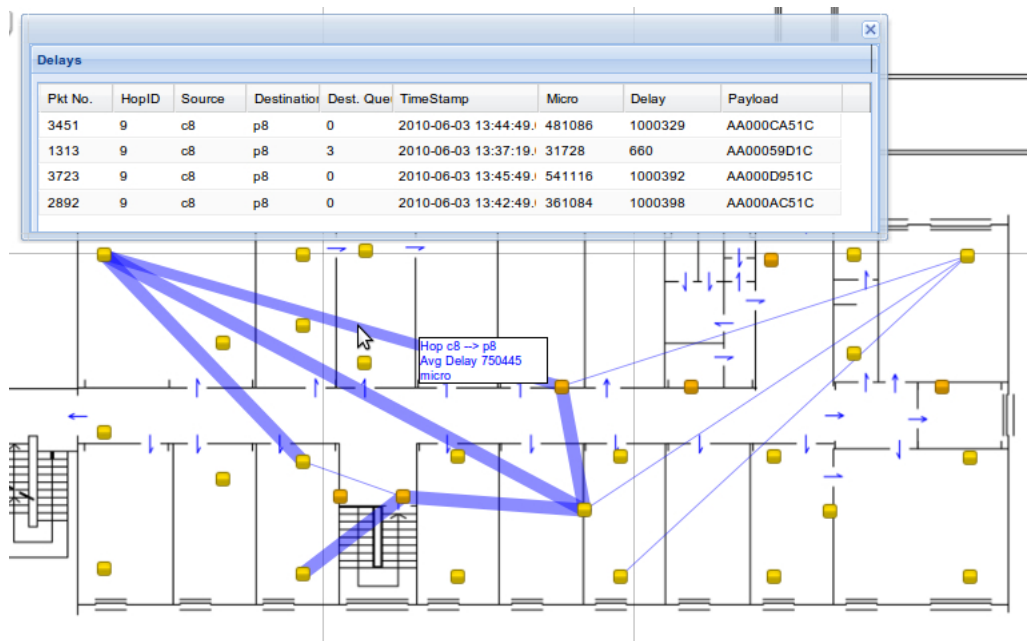 Delays
Pkt No. HopID Source Destination Dest. Que TimeStamp Micro Delay Payload
3451 9 c8 p8 0 2010-06-03 13:44:49. 481086 1000329 AA000CA51C
1313 9 c8 p8 3 2010-06-03 13:37:19. 31728 660 AA00059D1C
3723 9 c8 p8 0 2010-06-03 13:45:49. 541116 1000392 AA000D951C
2892 9 c8 p8 0 2010-06-03 13:42:49. 361084 1000398 AA000AC51C
Hop c8 --> p8
Avg Delay 750445
micro